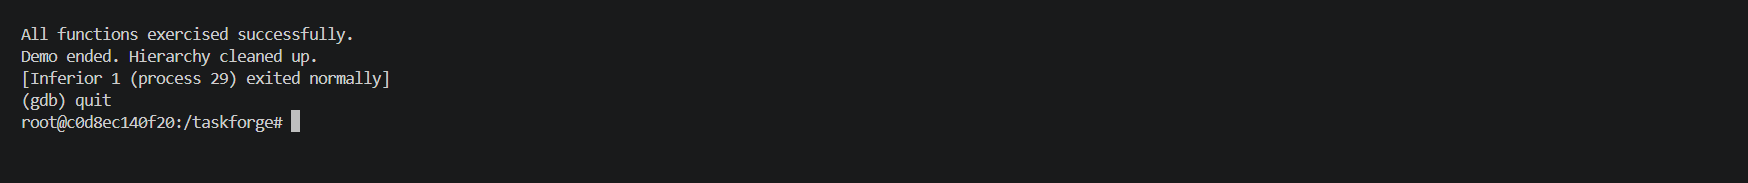 All functions exercised successfully.
Demo ended. Hierarchy cleaned up.
[Inferior 1 (process 29) exited normally]
(gdb) quit
root@c0d8ec140f20:/taskforge#